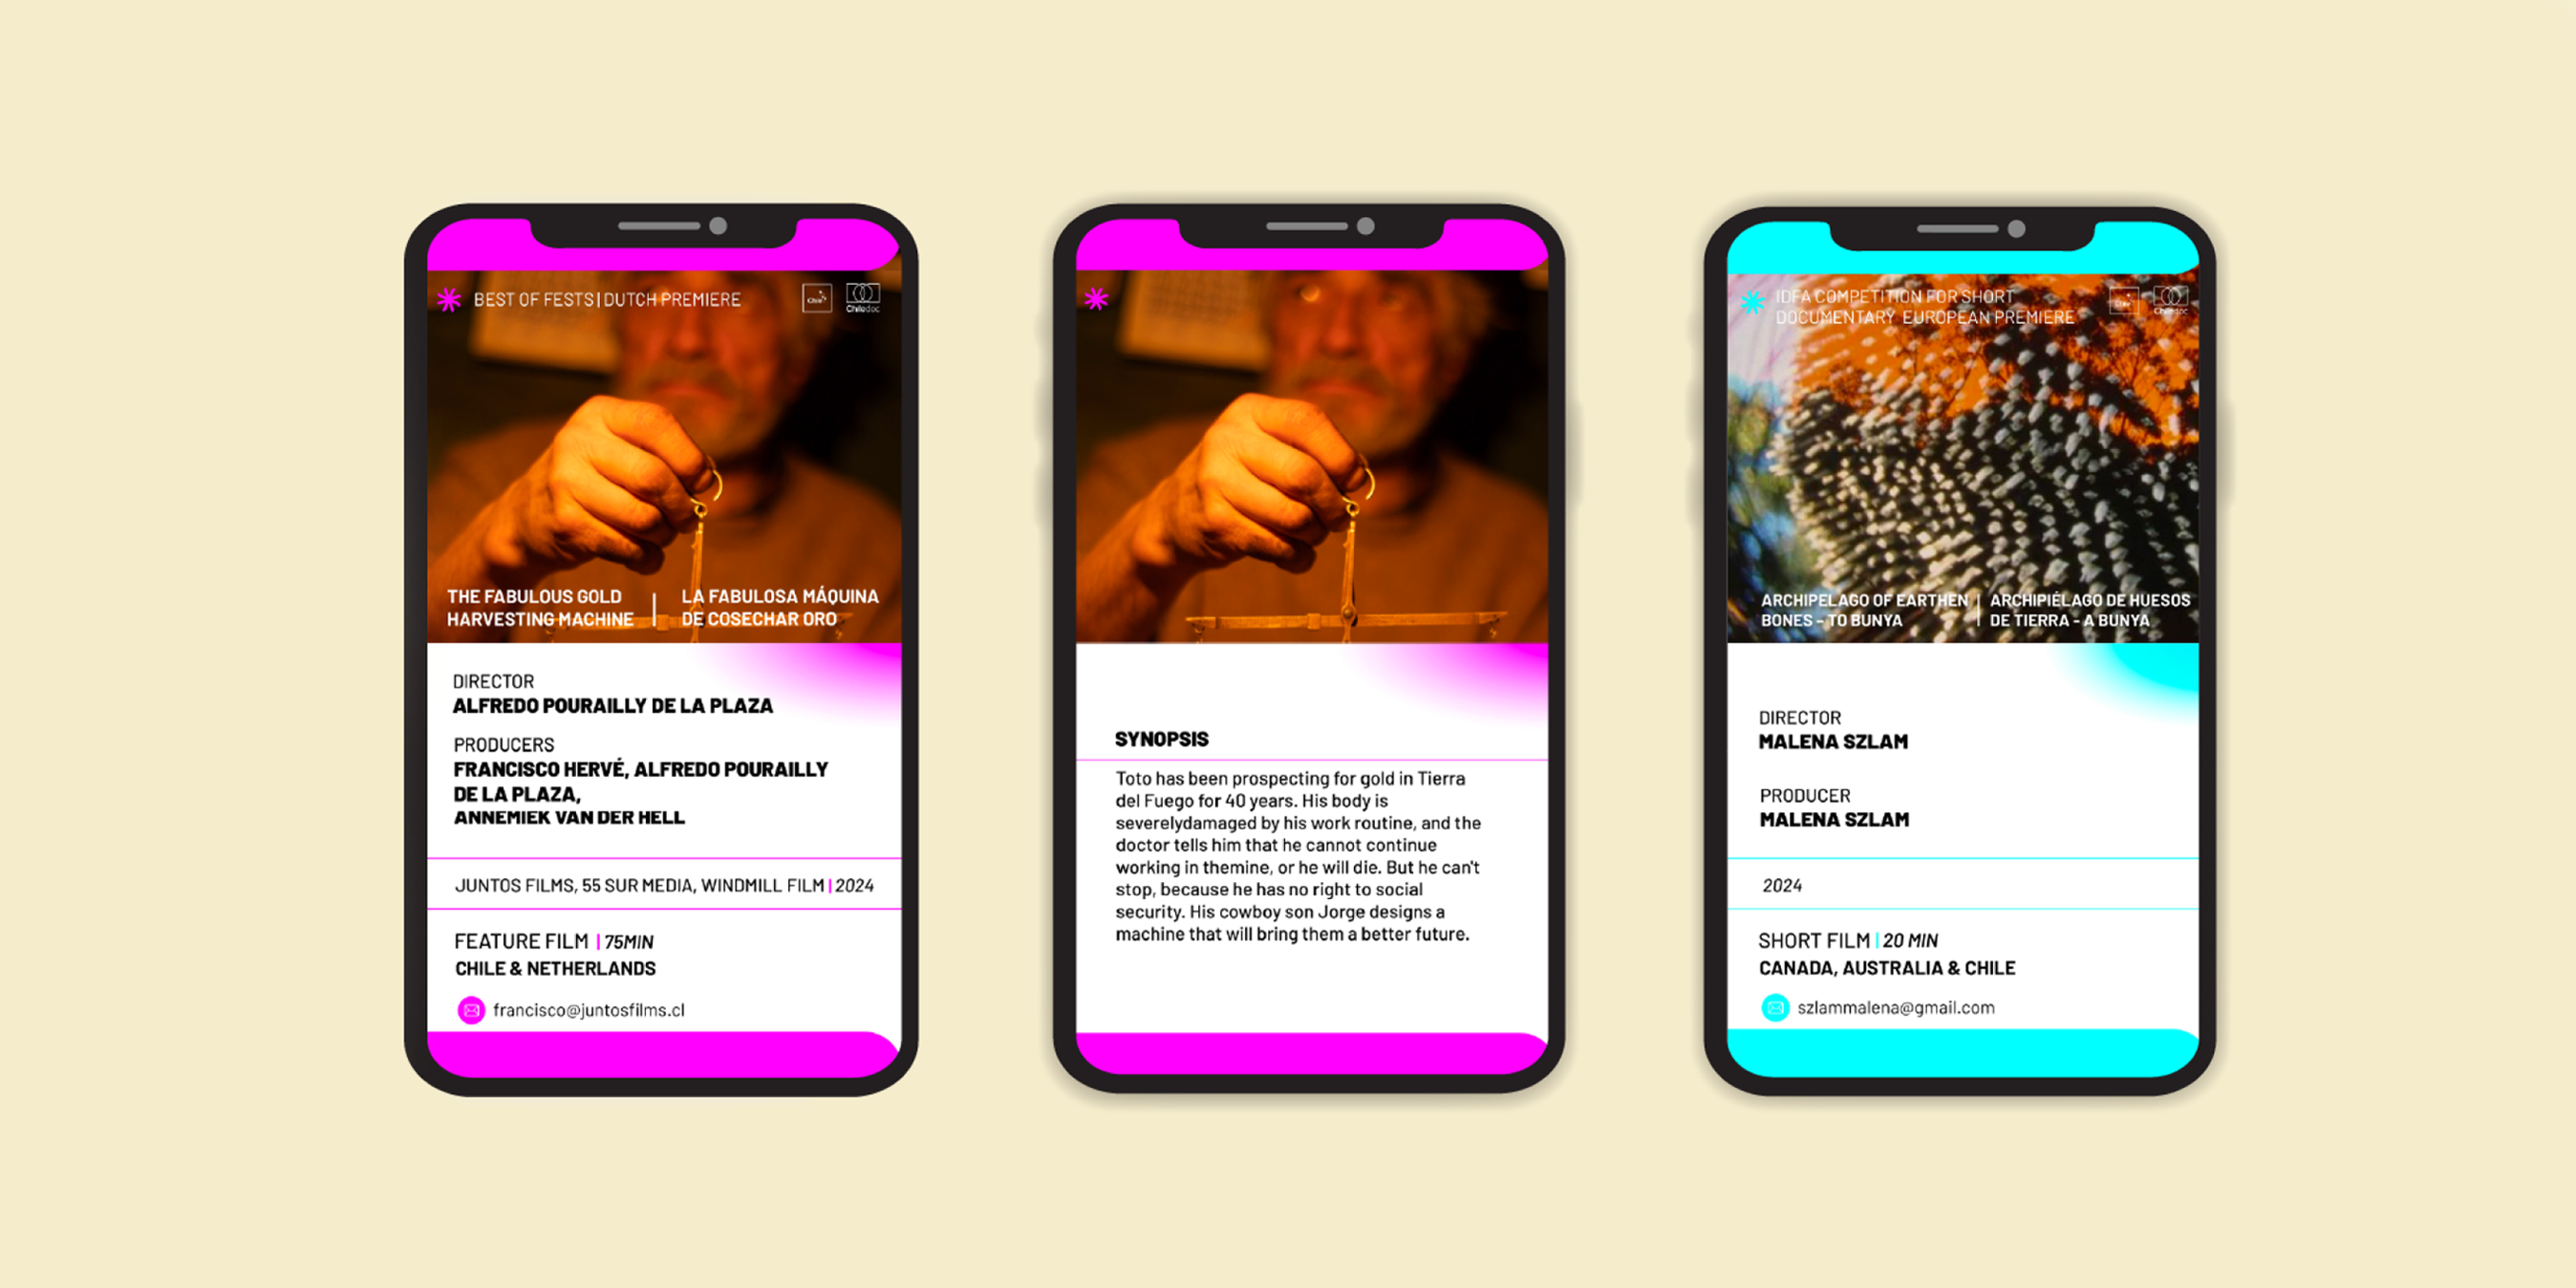 BEST OF FESTS | DUTCH PREMIERE
Chile
Chiledoc
THE FABULOUS GOLD
HARVESTING MACHINE
LA FABULOSA MÁQUINA
DE COSECHAR ORO
DIRECTOR
ALFREDO POURAILLY DE LA PLAZA
PRODUCERS
FRANCISCO HERVÉ, ALFREDO POURAILLY
DE LA PLAZA,
ANNEMIEK VAN DER HELL
JUNTOS FILMS, 55 SUR MEDIA, WINDMILL FILM | 2024
FEATURE FILM | 75MIN
CHILE & NETHERLANDS
francisco@juntosfilms.cl
SYNOPSIS
Toto has been prospecting for gold in Tierra
del Fuego for 40 years. His body is
severelydamaged by his work routine, and the
doctor tells him that he cannot continue
working in themine, or he will die. But he can't
stop, because he has no right to social
security. His cowboy son Jorge designs a
machine that will bring them a better future.
IDFA COMPETITION FOR SHORT
DOCUMENTARY EUROPEAN PREMIERE
Chile
Chiledoc
ARCHIPELAGO OF EARTHEN
BONES - TO BUNYA
ARCHIPIÉLAGO DE HUESOS
DE TIERRA - A BUNYA
DIRECTOR
MALENA SZLAM
PRODUCER
MALENA SZLAM
2024
SHORT FILM | 20 MIN
CANADA, AUSTRALIA & CHILE
szlammalena@gmail.com